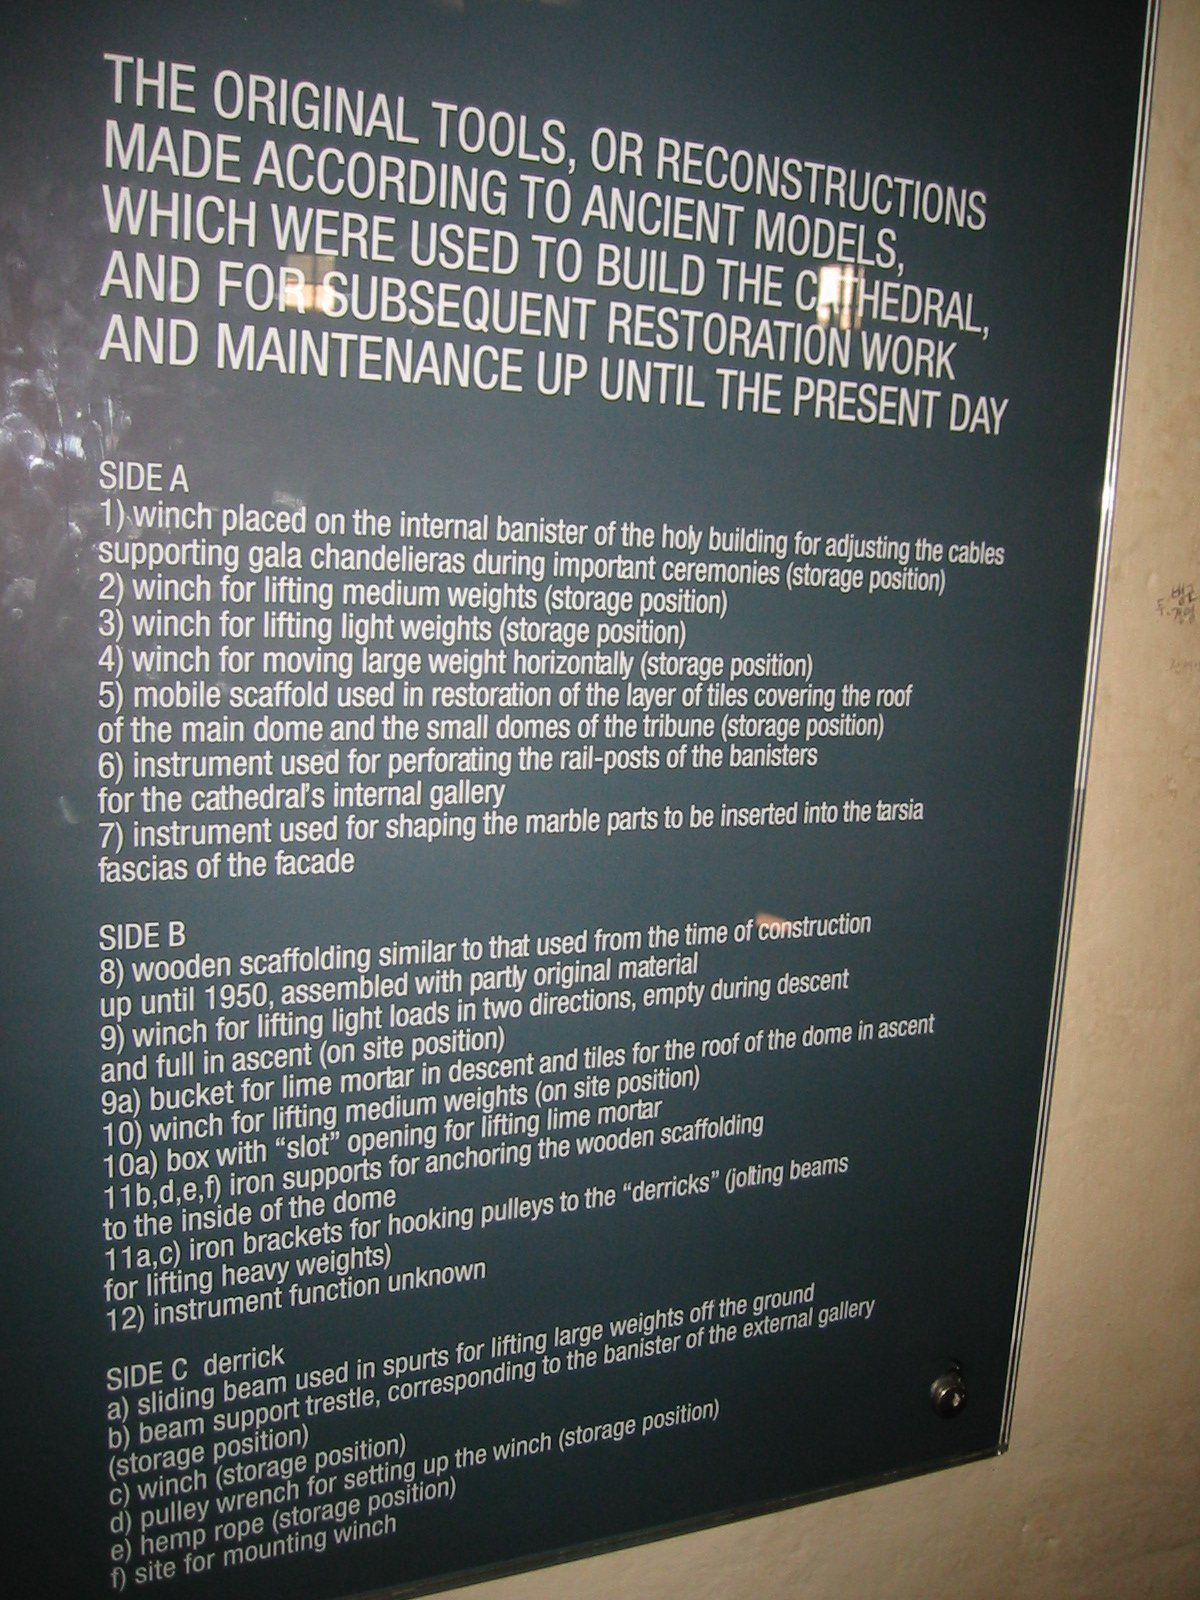 THE ORIGINAL TOOLS, OR RECONSTRUCTIONS
MADE ACCORDING TO ANCIENT MODELS,
WHICH WERE USED TO BUILD THE CATHEDRAL,
AND FOR SUBSEQUENT RESTORATION WORK
AND MAINTENANCE UP UNTIL THE PRESENT DAY
SIDE A
1) winch placed on the internal banister of the holy building for adjusting the cables
supporting gala chandelieras during important ceremonies (storage position)
2) winch for lifting medium weights (storage position)
3) winch for lifting light weights (storage position)
4) winch for moving large weight horizontally (storage position)
5) mobile scaffold used in restoration of the layer of tiles covering the roof
of the main dome and the small domes of the tribune (storage position)
6) instrument used for perforating the rail-posts of the banisters
for the cathedral's internal gallery
7) instrument used for shaping the marble parts to be inserted into the tarsia
fascias of the facade
SIDE B
8) wooden scaffolding similar to that used from the time of construction
up until 1950, assembled with partly original material
9) winch for lifting light loads in two directions, empty during descent
and full in ascent (on site position)
9a) bucket for lime mortar in descent and tiles for the roof of the dome in ascent
10) winch for lifting medium weights (on site position)
10a) box with “slot” opening for lifting lime mortar
11b,d,e,f) iron supports for anchoring the wooden scaffolding
to the inside of the dome
11a,c) iron brackets for hooking pulleys to the “derricks” (jolting beams
for lifting heavy weights)
12) instrument function unknown
SIDE C derrick
a) sliding beam used in spurts for lifting large weights off the ground
b) beam support trestle, corresponding to the banister of the external gallery
(storage position)
c) winch (storage position)
d) pulley wrench for setting up the winch (storage position)
e) hemp rope (storage position)
f) site for mounting winch